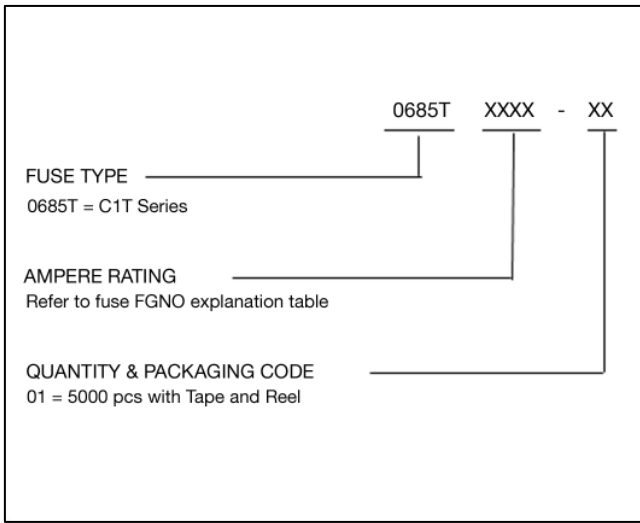 0685T XXXX - XX
FUSE TYPE
0685T = C1T Series
AMPERE RATING
Refer to fuse FGNO explanation table
QUANTITY & PACKAGING CODE
01 = 5000 pcs with Tape and Reel